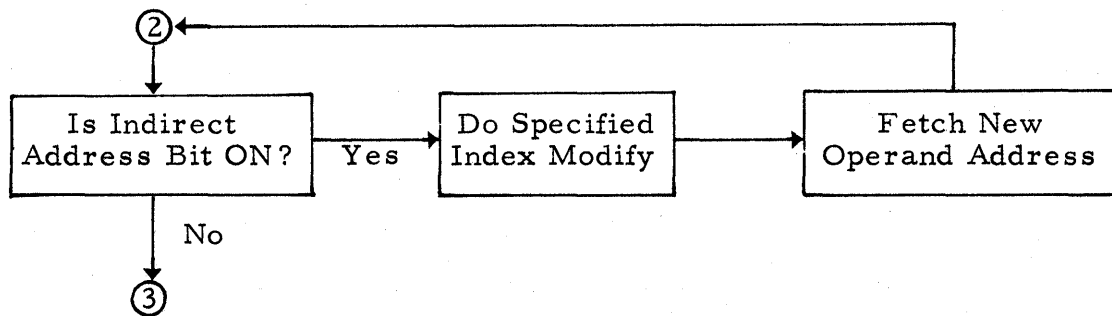 2
Is Indirect
Address Bit ON?
Yes
Do Specified
Index Modify
Fetch New
Operand Address
No
3